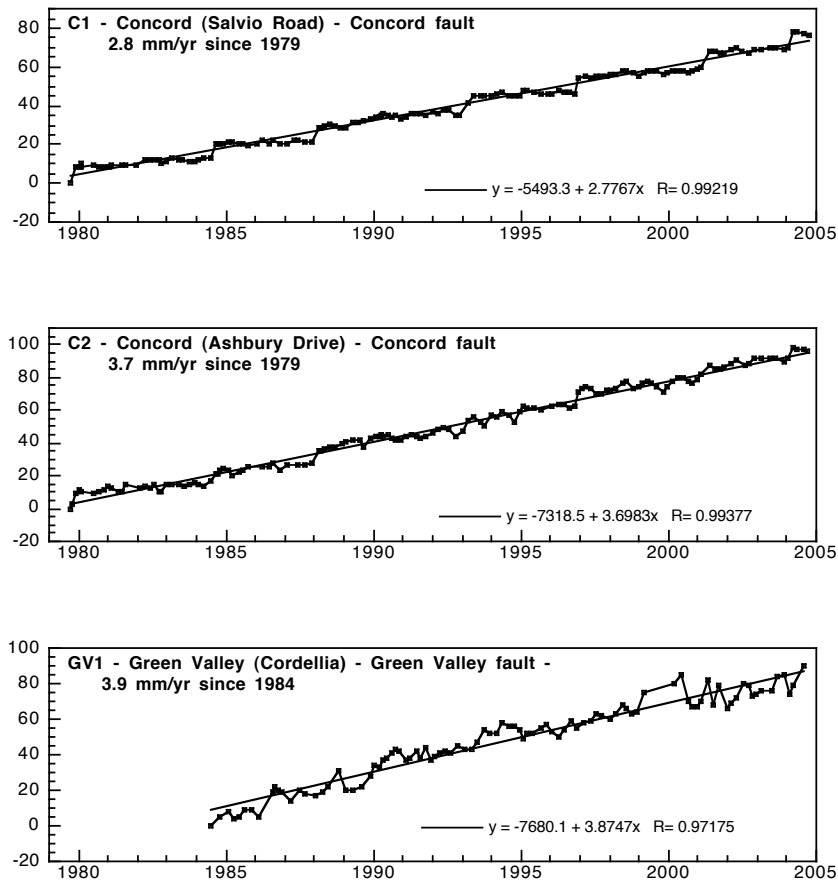 C1 - Concord (Salvio Road) - Concord fault
2.8 mm/yr since 1979
80
60
40
20
0
-20
y = -5493.3 + 2.7767x R= 0.99219
1980 1985 1990 1995 2000 2005
C2 - Concord (Ashbury Drive) - Concord fault
3.7 mm/yr since 1979
100
80
60
40
20
0
-20
y = -7318.5 + 3.6983x R= 0.99377
1980 1985 1990 1995 2000 2005
GV1 - Green Valley (Cordellia) - Green Valley fault -
3.9 mm/yr since 1984
100
80
60
40
20
0
-20
y = -7680.1 + 3.8747x R= 0.97175
1980 1985 1990 1995 2000 2005